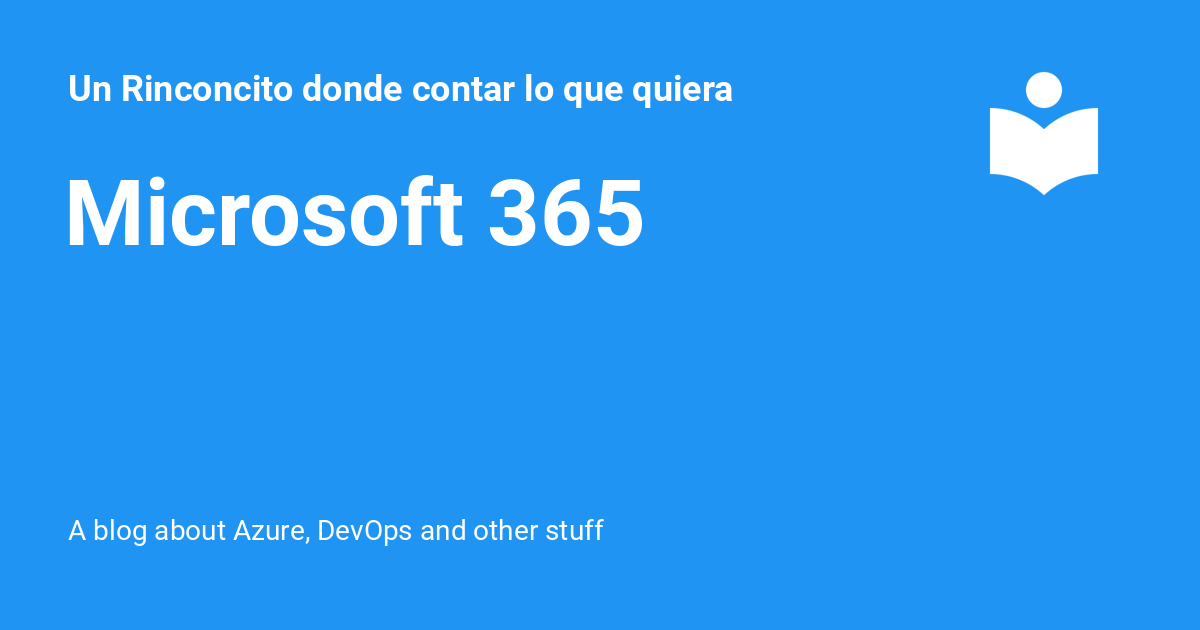 Un Rinconcito donde contar lo que quiera
Microsoft 365
A blog about Azure, DevOps and other stuff